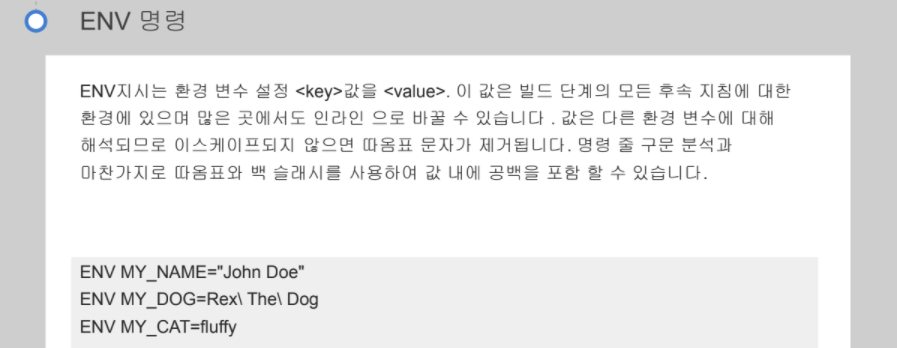 ENV 명령
ENV지시는 환경 변수 설정 <key>값을 <value>. 이 값은 빌드 단계의 모든 후속 지침에 대한
환경에 있으며 많은 곳에서도 인라인 으로 바꿀 수 있습니다 . 값은 다른 환경 변수에 대해
해석되므로 이스케이프되지 않으면 따옴표 문자가 제거됩니다. 명령 줄 구문 분석과
마찬가지로 따옴표와 백 슬래시를 사용하여 값 내에 공백을 포함 할 수 있습니다.
ENV MY_NAME="John Doe"
ENV MY_DOG=Rex\ The\ Dog
ENV MY_CAT=fluffy